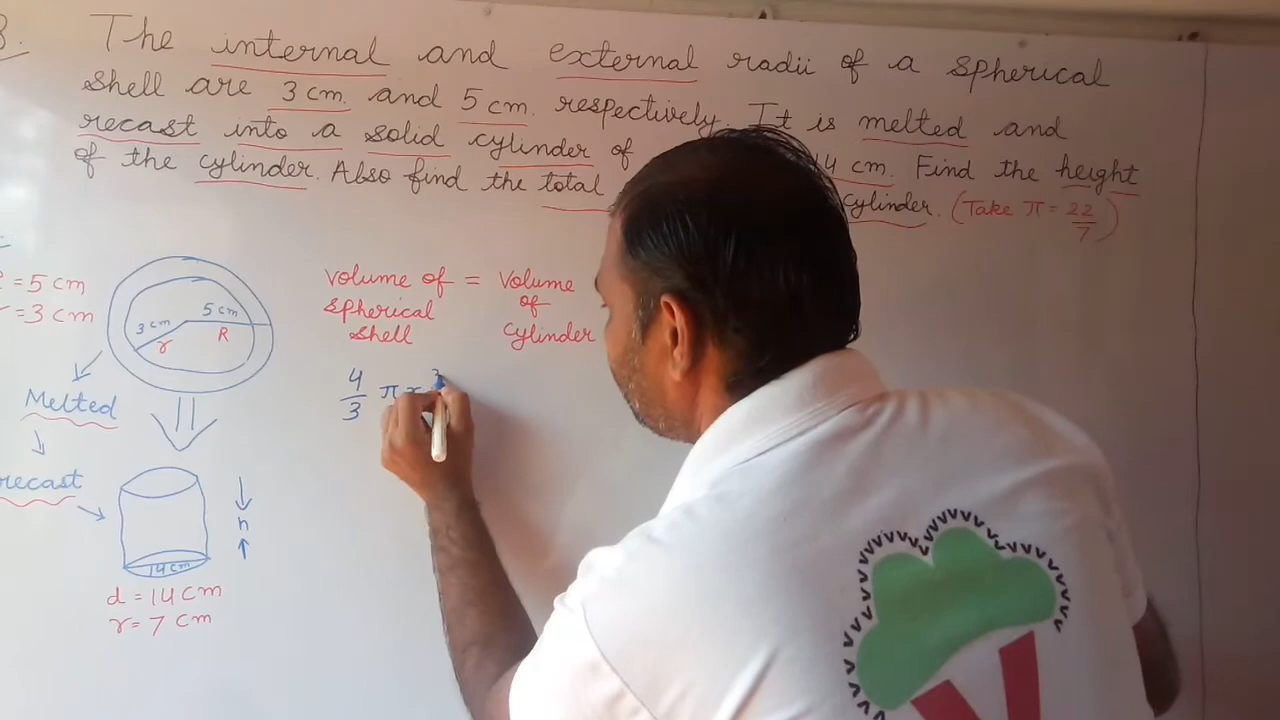 The internal and external radii of a spherical
shell are 3 cm. and 5 cm. respectively. It is melted and
recast into a solid cylinder of 14 cm. Find the height
of the cylinder. Also find the total cylinder. (Take π = 22/7)
= 5 cm
= 3 cm
5 cm
3 cm
r
R
Melted
recast
h
14 cm
d = 14 cm
r = 7 cm
volume of = Volume
spherical of
shell cylinder
4/3 π